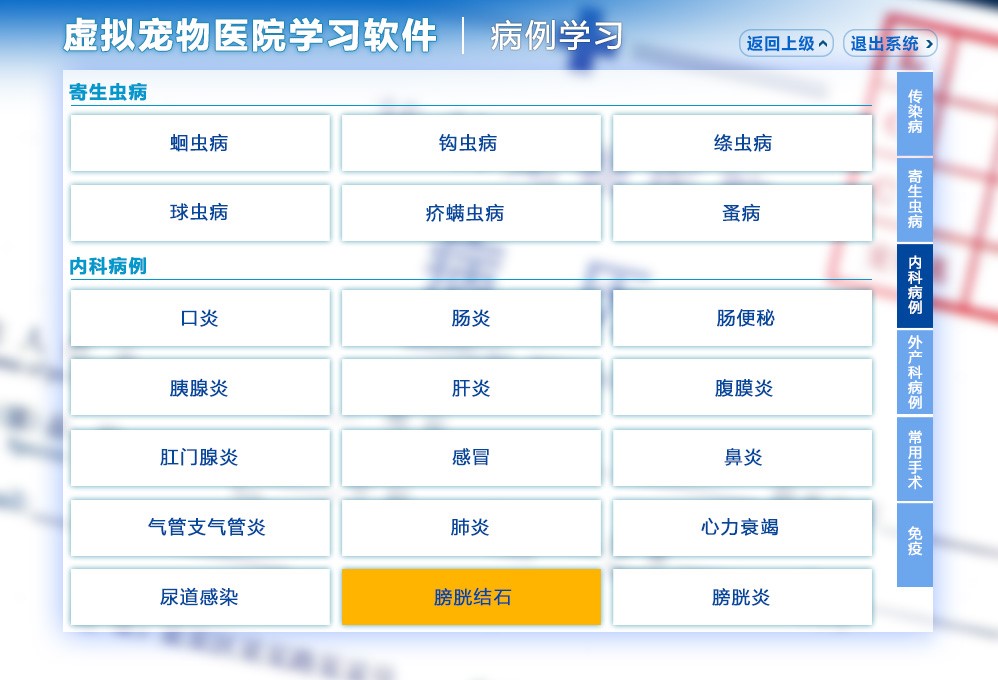 虚拟宠物医院学习软件 | 病例学习
返回上级 退出系统
寄生虫病
蛔虫病 钩虫病 绦虫病
球虫病 疥螨虫病 蚤病
内科病例
口炎 肠炎 肠便秘
胰腺炎 肝炎 腹膜炎
肛门腺炎 感冒 鼻炎
气管支气管炎 肺炎 心力衰竭
尿道感染 膀胱结石 膀胱炎
传染病
寄生虫病
内科病例
外产科病例
常用手术
免疫